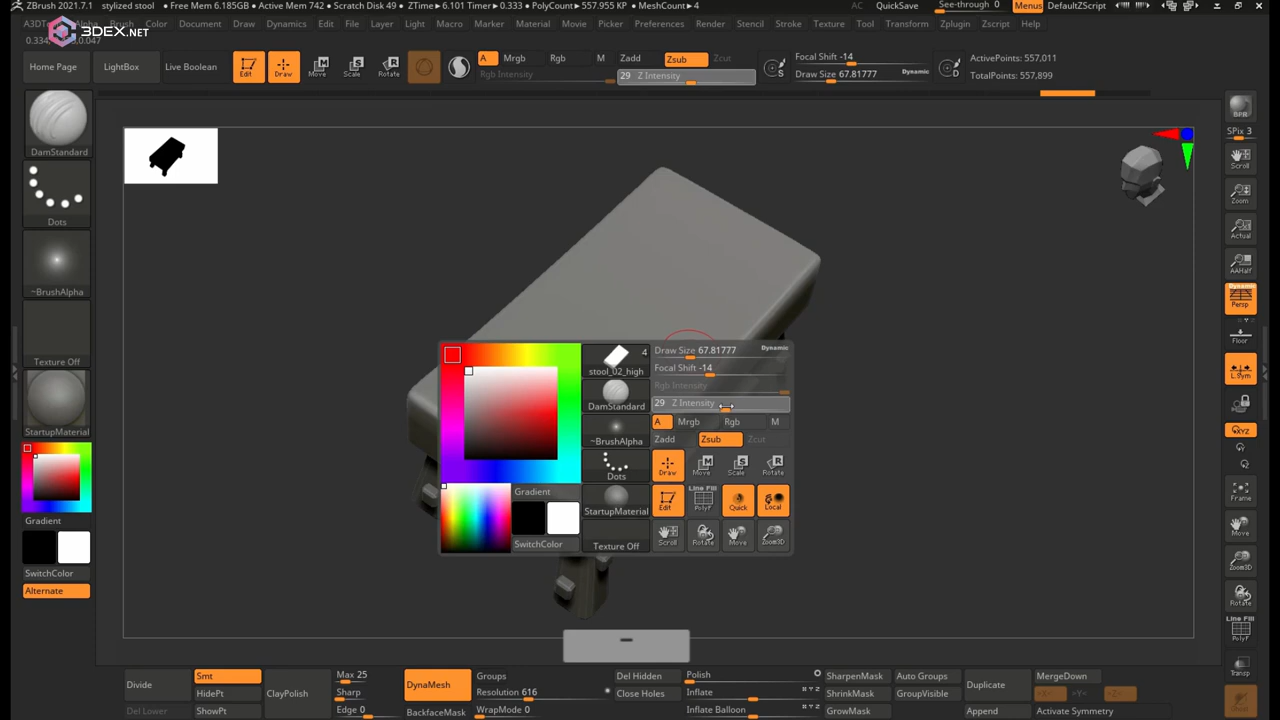 ZBrush 2021.7.1 stylized stool • Free Mem 6.185GB • Active Mem 742 • Scratch Disk 49 • ZTime▸6.101 Timer▸0.333 • PolyCount▸557.955 KP • MeshCount▸4 AC QuickSave See-through 0 Menus DefaultZScript
Alpha Brush Color Document Draw Dynamics Edit File Layer Light Macro Marker Material Movie Picker Preferences Render Stencil Stroke Texture Tool Transform Zplugin Zscript Help
3DEX.NET
Home Page LightBox Live Boolean Edit Draw Move Scale Rotate
A Mrgb Rgb M Zadd Zsub Zcut
Rgb Intensity 29 Z Intensity
S Focal Shift -14
Draw Size 67.81777 Dynamic D
ActivePoints: 557,011
TotalPoints: 557,899
DamStandard
Dots
~BrushAlpha
Texture Off
StartupMaterial
Gradient
SwitchColor
Alternate
4
stool_02_high
DamStandard
~BrushAlpha
Dots
StartupMaterial
Texture Off
Gradient
SwitchColor
Draw Size 67.81777 Dynamic
Focal Shift -14
Rgb Intensity
29 Z Intensity
A Mrgb Rgb M
Zadd Zsub Zcut
Draw Move Scale Rotate
Line Fill
Edit PolyF Quick Local
Scroll Rotate Move Zoom3D
BPR
SPix 3
Scroll
Zoom
Actual
AAHalf
Dynamic
Persp
Floor
L.Sym
XYZ
Frame
Move
Zoom3D
Rotate
Line Fill
PolyF
Transp
Divide
Del Lower
Smt
HidePt
ShowPt
ClayPolish
Max 25
Sharp
Edge 0
DynaMesh
BackfaceMask
Groups
Resolution 616
WrapMode 0
Del Hidden
Close Holes
Polish
Inflate
Inflate Balloon
SharpenMask
ShrinkMask
GrowMask
Auto Groups
GroupVisible
Duplicate
Append
MergeDown
>X< >Y< >Z<
Activate Symmetry